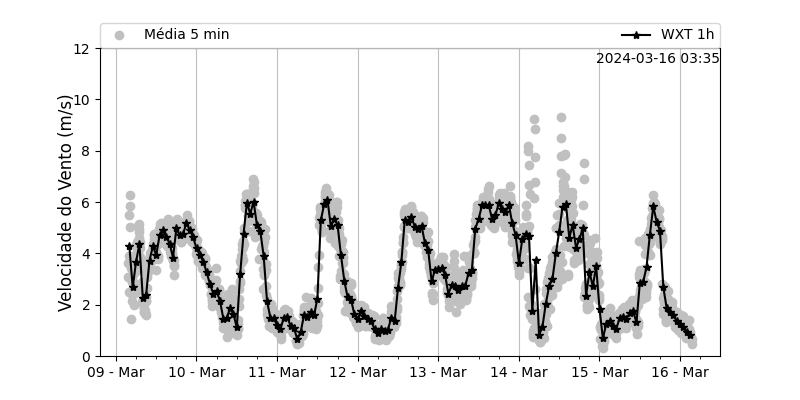 Média 5 min
WXT 1h
12
2024-03-16 03:35
10
8
6
4
2
0
Velocidade do Vento (m/s)
09 - Mar
10 - Mar
11 - Mar
12 - Mar
13 - Mar
14 - Mar
15 - Mar
16 - Mar